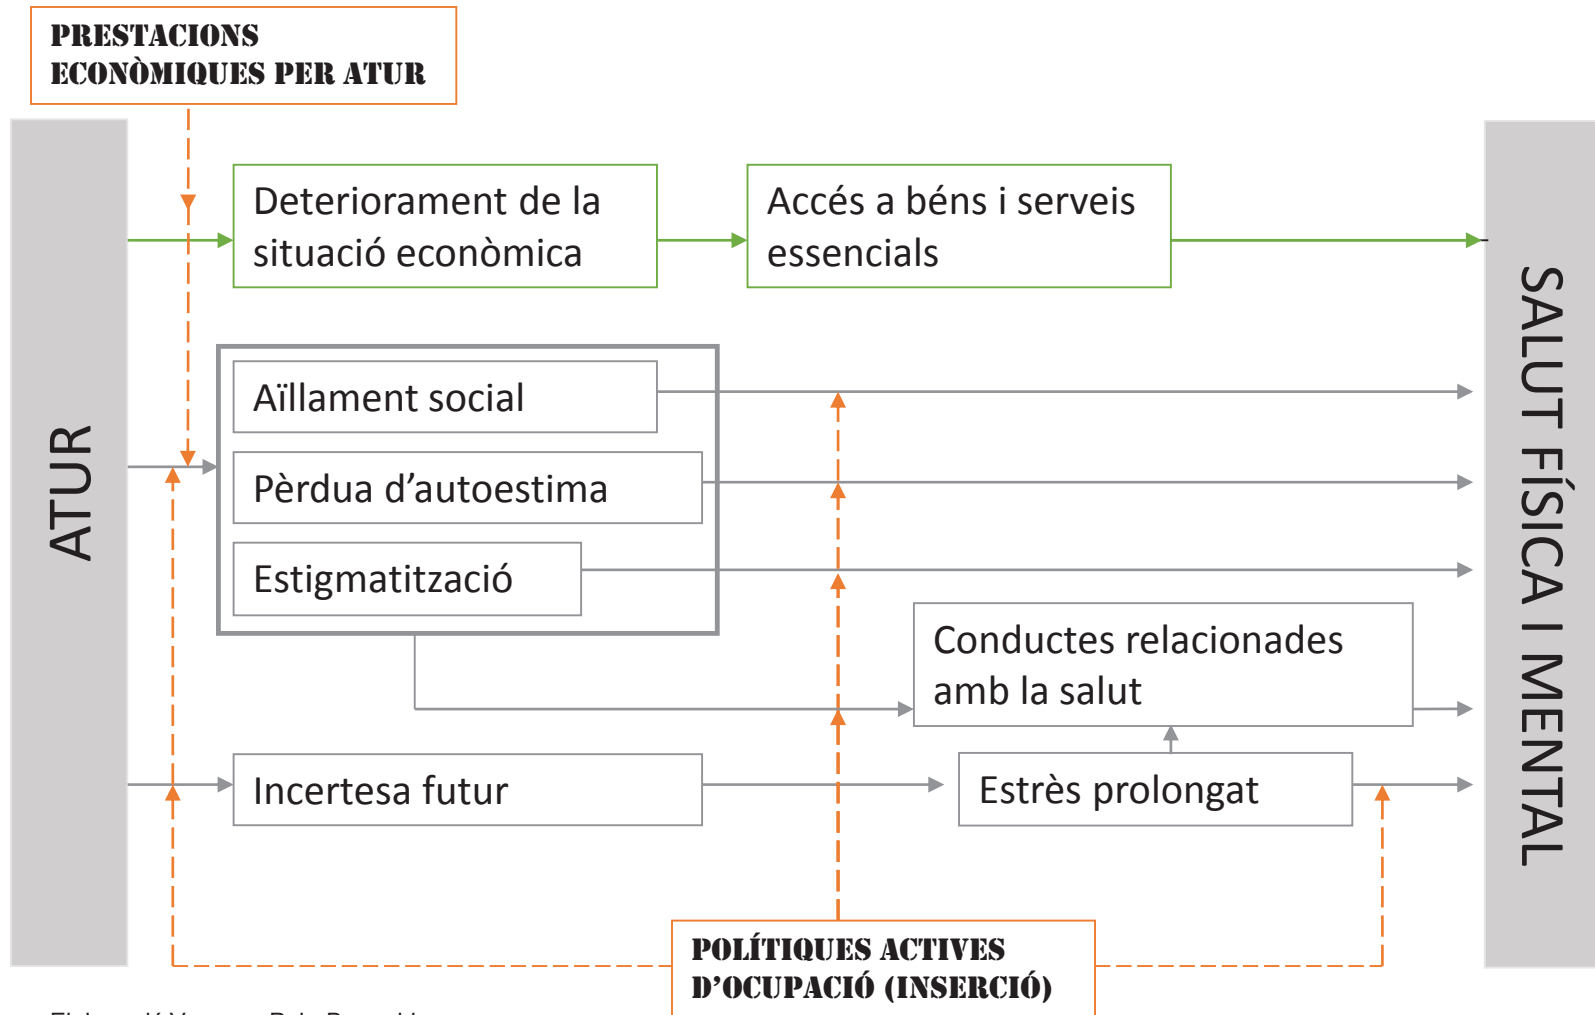 PRESTACIONS
ECONÒMIQUES PER ATUR
ATUR
Deteriorament de la
situació econòmica
Accés a béns i serveis
essencials
Aïllament social
Pèrdua d'autoestima
Estigmatització
Conductes relacionades
amb la salut
Incertesa futur
Estrès prolongat
SALUT FÍSICA I MENTAL
POLÍTIQUES ACTIVES
D'OCUPACIÓ (INSERCIÓ)